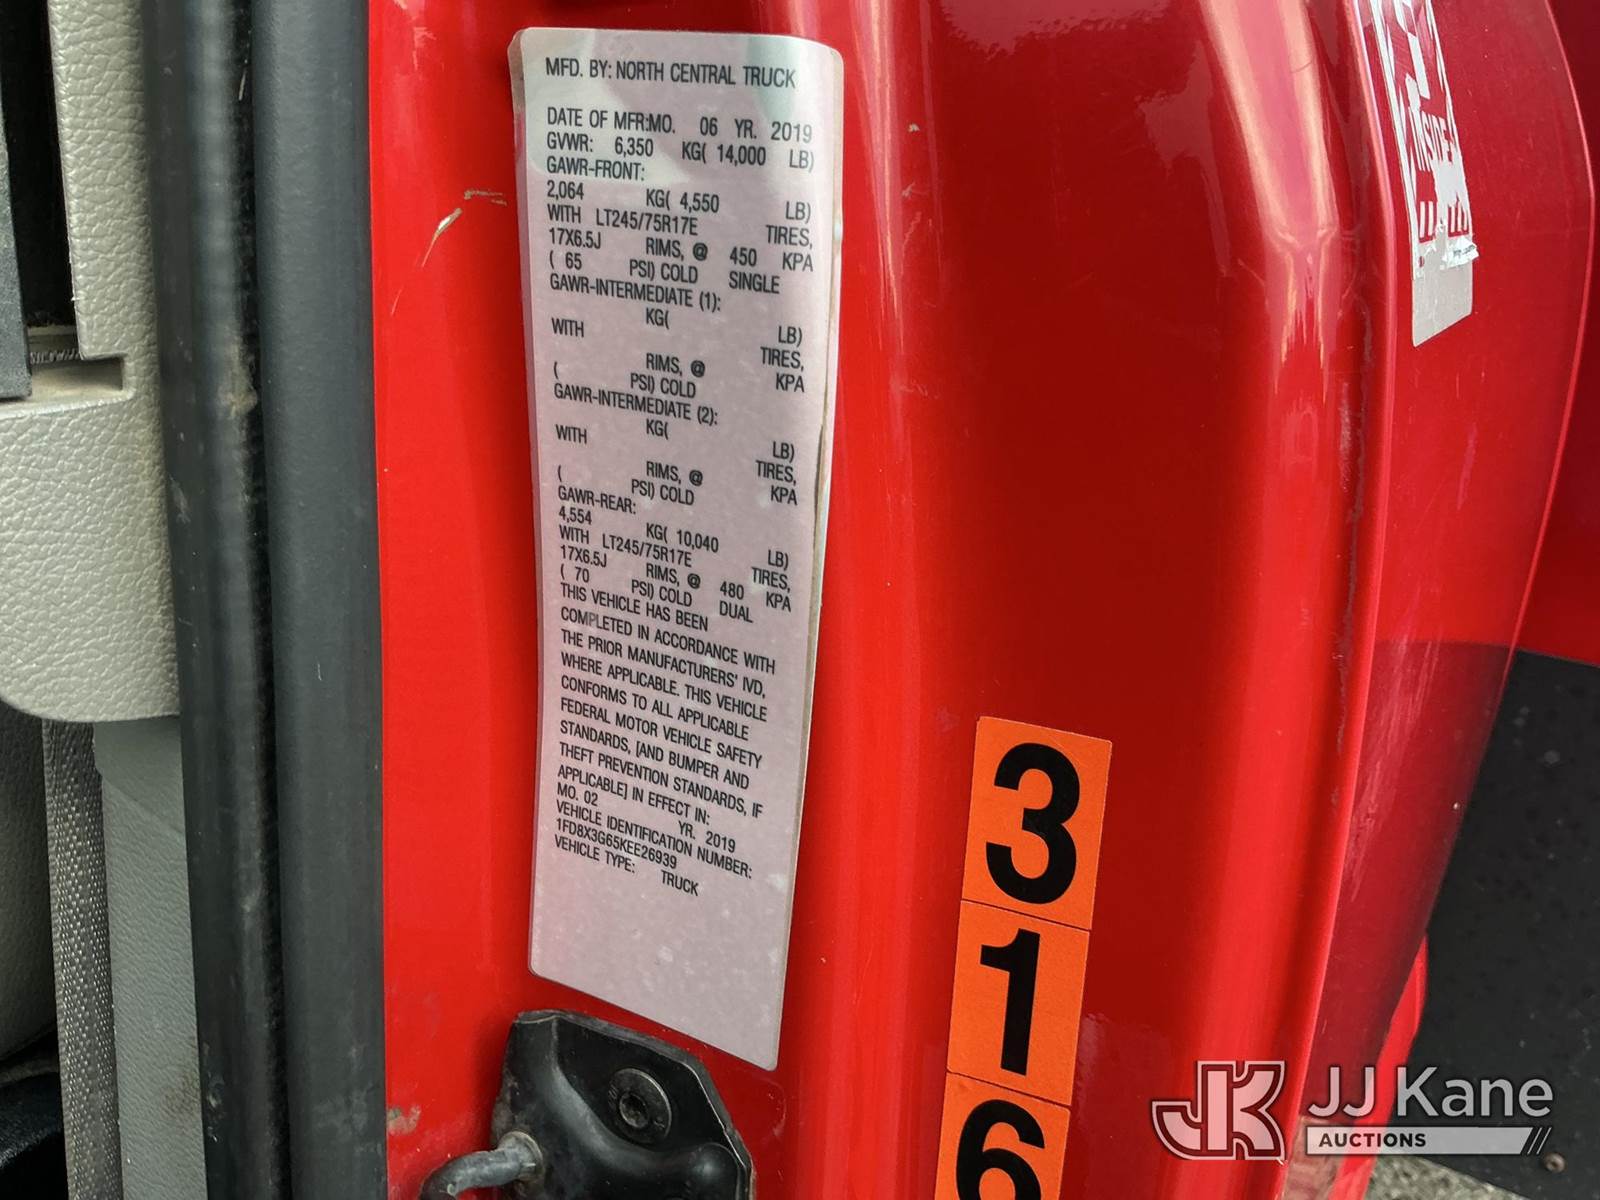 MFD. BY: NORTH CENTRAL TRUCK
DATE OF MFR:MO. 06 YR. 2019
GVWR: 6,350 KG( 14,000 LB)
GAWR-FRONT:
2,064 KG( 4,550 LB)
WITH LT245/75R17E TIRES,
17X6.5J RIMS, @ 450 KPA
( 65 PSI) COLD SINGLE
GAWR-INTERMEDIATE (1):
KG( LB)
WITH TIRES,
RIMS, @ KPA
( PSI) COLD
GAWR-INTERMEDIATE (2):
KG( LB)
WITH TIRES,
RIMS, @ KPA
( PSI) COLD
GAWR-REAR:
4,554 KG( 10,040 LB)
WITH LT245/75R17E TIRES,
17X6.5J RIMS, @ 480 KPA
( 70 PSI) COLD DUAL
THIS VEHICLE HAS BEEN
COMPLETED IN ACCORDANCE WITH
THE PRIOR MANUFACTURERS' IVD,
WHERE APPLICABLE. THIS VEHICLE
CONFORMS TO ALL APPLICABLE
FEDERAL MOTOR VEHICLE SAFETY
STANDARDS, [AND BUMPER AND
THEFT PREVENTION STANDARDS, IF
APPLICABLE] IN EFFECT IN:
MO. 02 YR. 2019
VEHICLE IDENTIFICATION NUMBER:
1FD8X3G65KEE26939
VEHICLE TYPE: TRUCK
INSIDE
3
1
6
JK JJ Kane
AUCTIONS